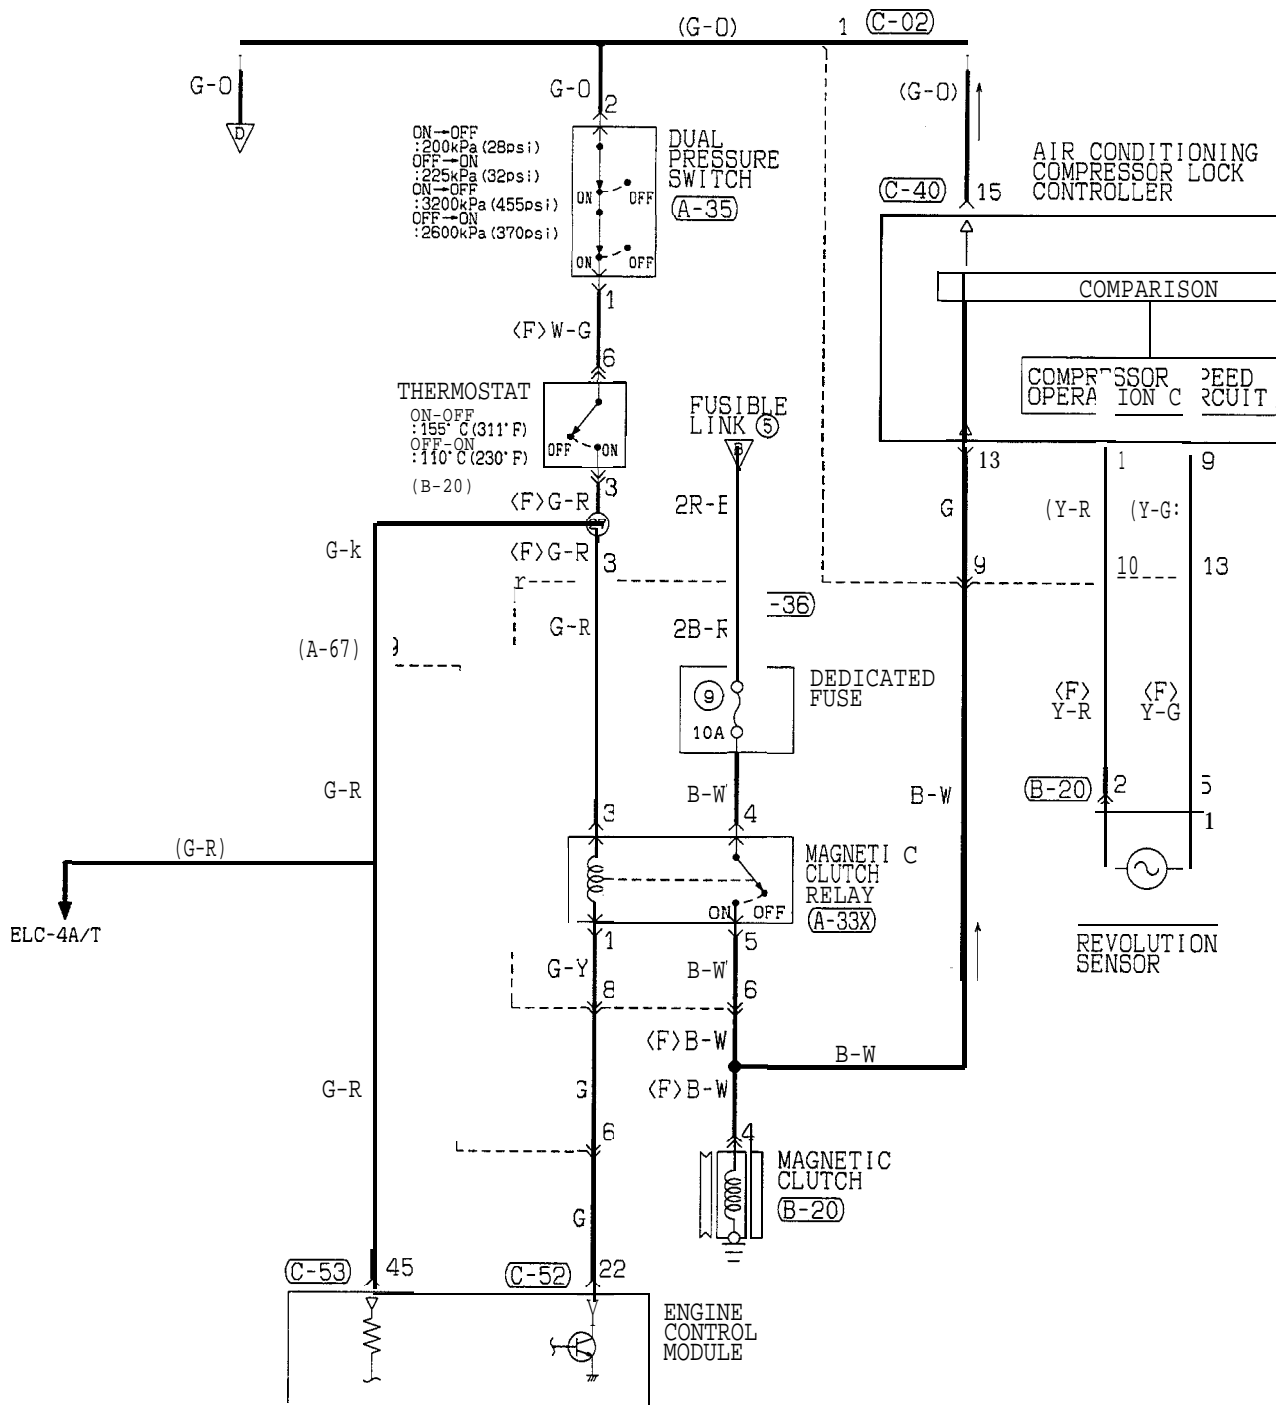 (G-O)
1
C-02
G-O
G-O
(G-O)
2
D
ON→OFF
:200kPa(28psi)
OFF→ON
:225kPa(32psi)
ON→OFF
:3200kPa(455psi)
OFF→ON
:2600kPa(370psi)
ON
OFF
ON
OFF
DUAL
PRESSURE
SWITCH
A-35
AIR CONDITIONING
COMPRESSOR LOCK
CONTROLLER
C-40
15
COMPARISON
1
<F>W-G
6
THERMOSTAT
ON-OFF
:155°C(311°F)
OFF-ON
:110°C(230°F)
(B-20)
OFF
ON
FUSIBLE
LINK 5
13
1
9
3
<F>G-R
27
2R-B
G
(Y-R
(Y-G:
G-k
<F>G-R
3
9
10
13
r
-36)
G-R
2B-R
(A-67)
9
9
10A
DEDICATED
FUSE
<F>
Y-R
<F>
Y-G
G-R
B-W
B-W
B-20
2
5
3
4
1
(G-R)
MAGNETI C
CLUTCH
RELAY
A-33X
ON
OFF
ELC-4A/T
REVOLUTION
SENSOR
1
5
G-Y
B-W
8
6
<F>B-W
B-W
G-R
G
<F>B-W
6
4
MAGNETIC
CLUTCH
B-20
G
C-53
45
C-52
22
ENGINE
CONTROL
MODULE